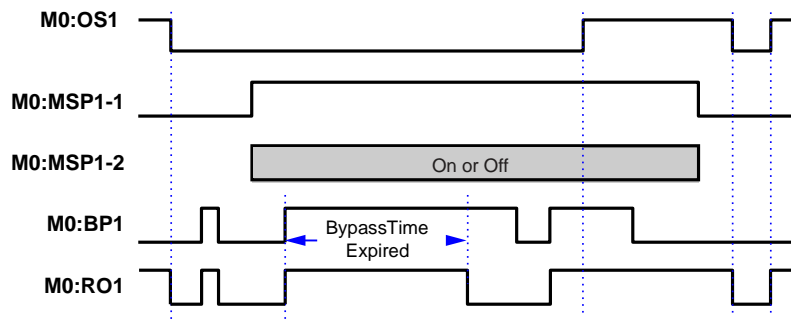 M0:OS1
M0:MSP1-1
M0:MSP1-2
On or Off
M0:BP1
BypassTime
Expired
M0:RO1